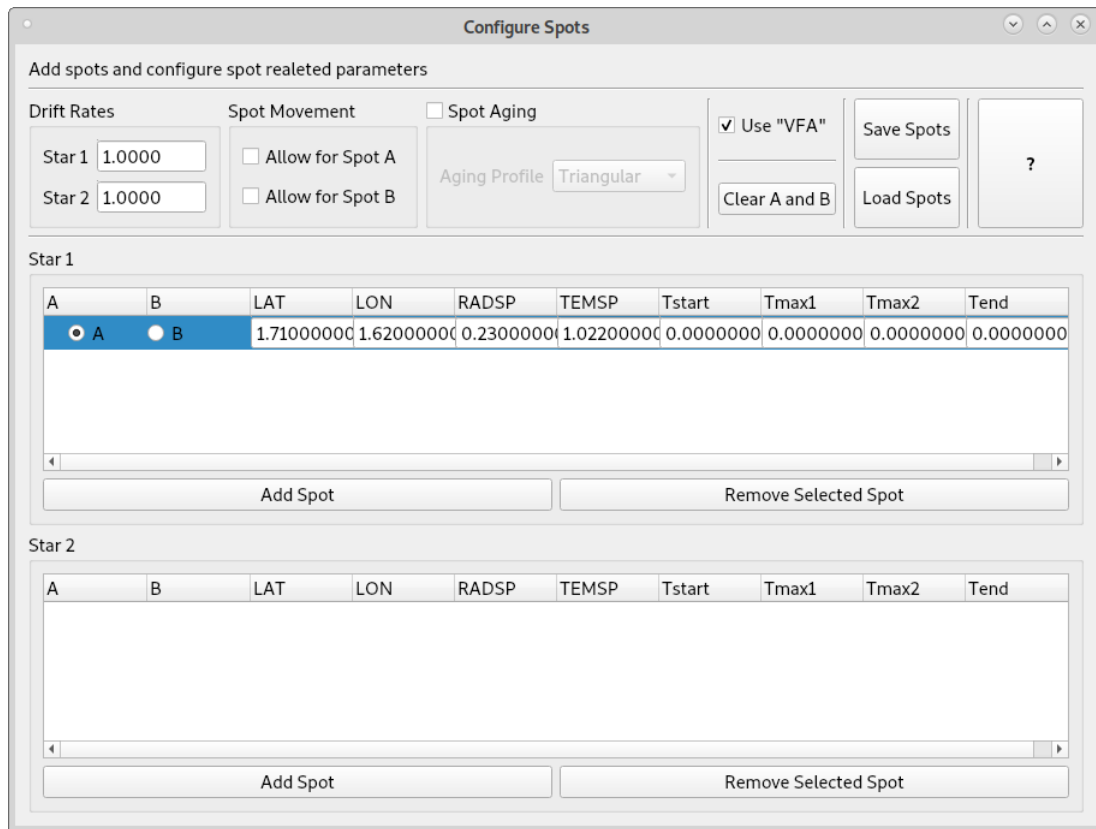 Configure Spots
Add spots and configure spot realeted parameters
Drift Rates
Star 1 1.0000
Star 2 1.0000
Spot Movement
Allow for Spot A
Allow for Spot B
Spot Aging
Aging Profile Triangular
Use "VFA"
Clear A and B
Save Spots
Load Spots
?
Star 1
A B LAT LON RADSP TEMSP Tstart Tmax1 Tmax2 Tend
A B 1.71000000 1.6200000 0.2300000 1.0220000 0.0000000 0.0000000 0.0000000 0.0000000
Add Spot Remove Selected Spot
Star 2
A B LAT LON RADSP TEMSP Tstart Tmax1 Tmax2 Tend
Add Spot Remove Selected Spot